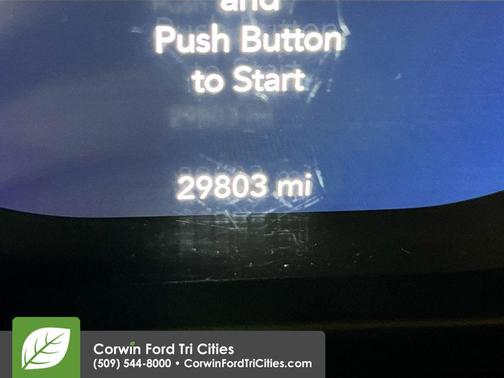 and
Push Button
to Start
29803 mi
Corwin Ford Tri Cities
(509) 544-8000 • CorwinFordTriCities.com